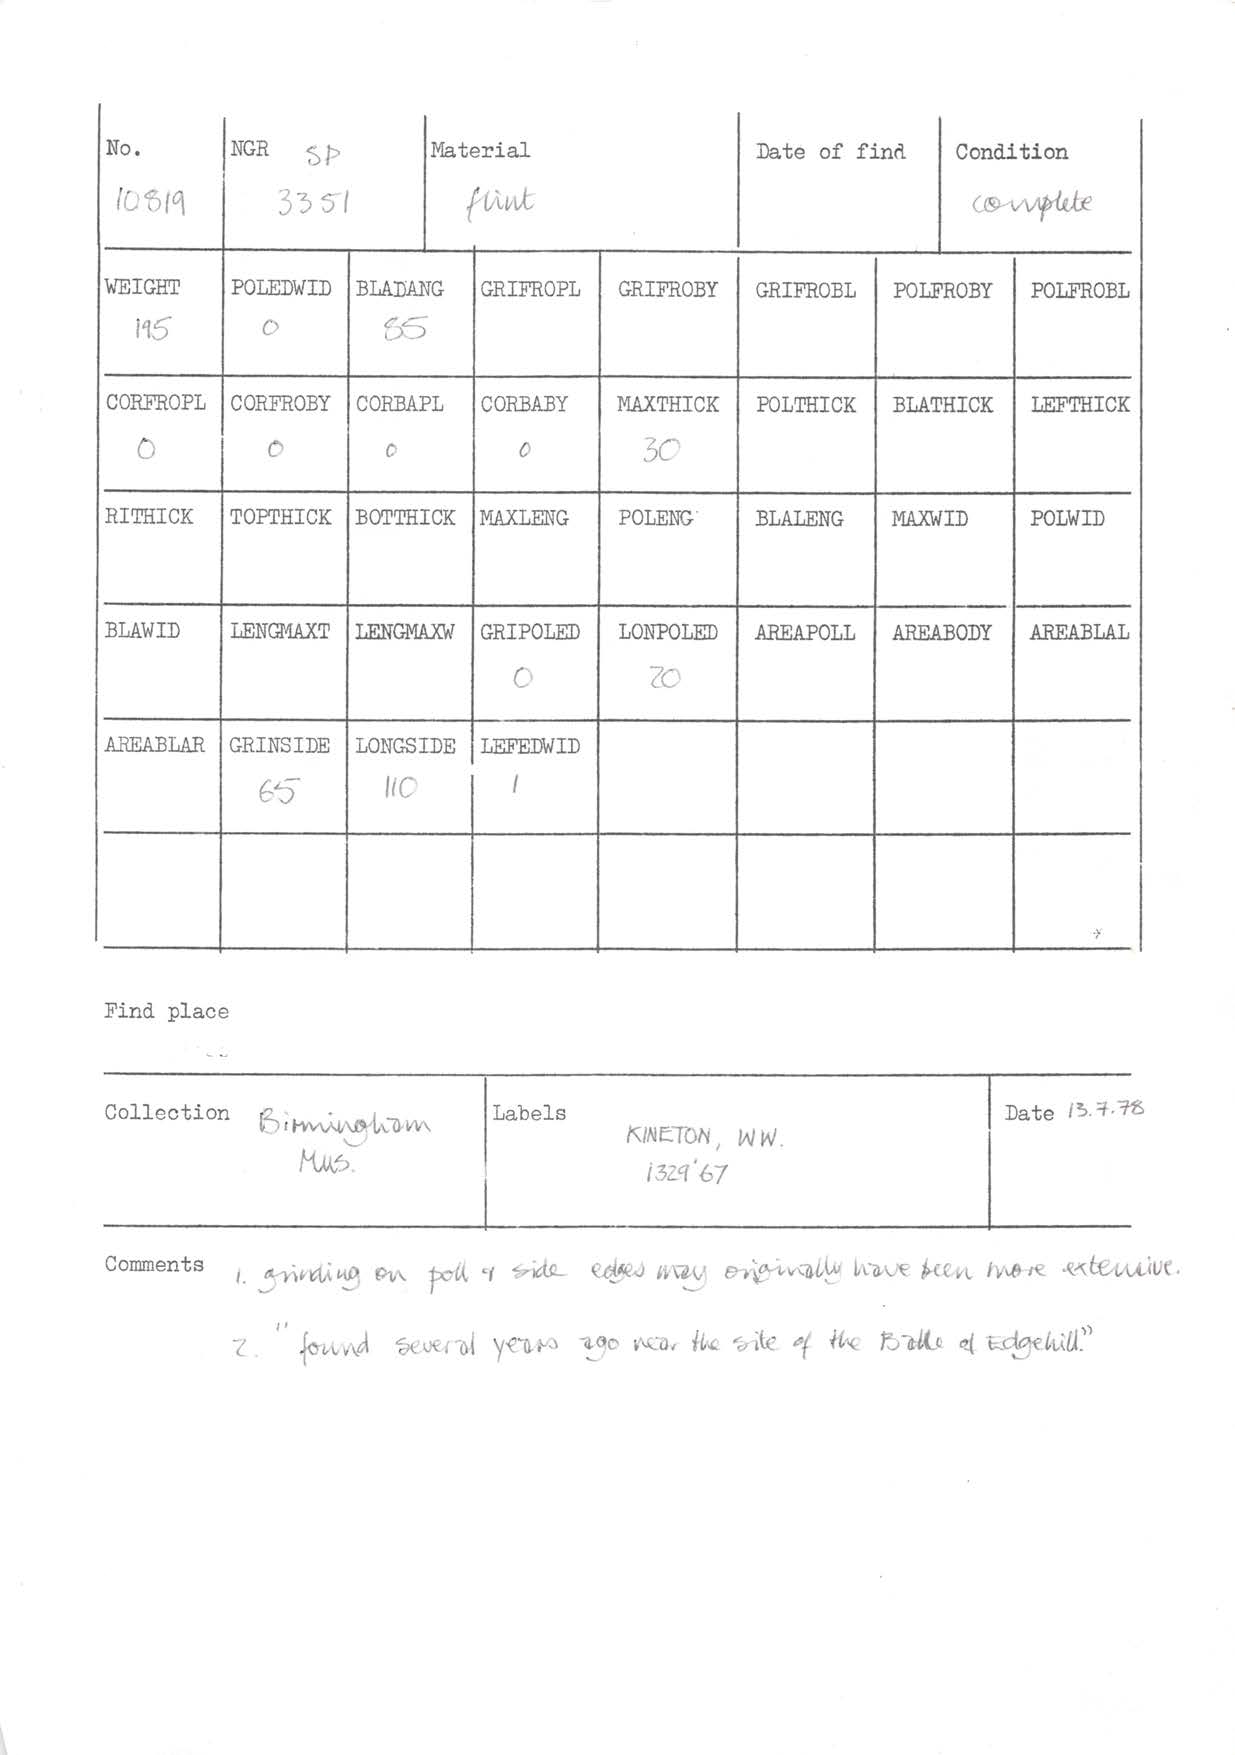 No. NGR SP Material Date of find Condition
10819 3351 flint complete
WEIGHT POLEDWID BLADANG GRIFROPL GRIFROBY GRIFROBL POLFROBY POLFROBL
195 0 85
CORFROPL CORFROBY CORBAPL CORBABY MAXTHICK POLTHICK BLATHICK LEFTHICK
0 0 0 0 30
RITHICK TOPTHICK BOTTHICK MAXLENG POLENG BLALENG MAXWID POLWID
BLAWID LENGMAXT LENGMAXW GRIPOLED LONPOLED AREAPOLL AREABODY AREABLAL
0 20
AREABLAR GRINSIDE LONGSIDE LEFEDWID
65 110 1
Find place
Collection Birmingham Labels Date 13.7.78
Mus. KINETON, WW.
1329'67
Comments 1. grinding on poll & side edges may originally have been more extensive.
2. "found several years ago near the site of the Battle of Edgehill."